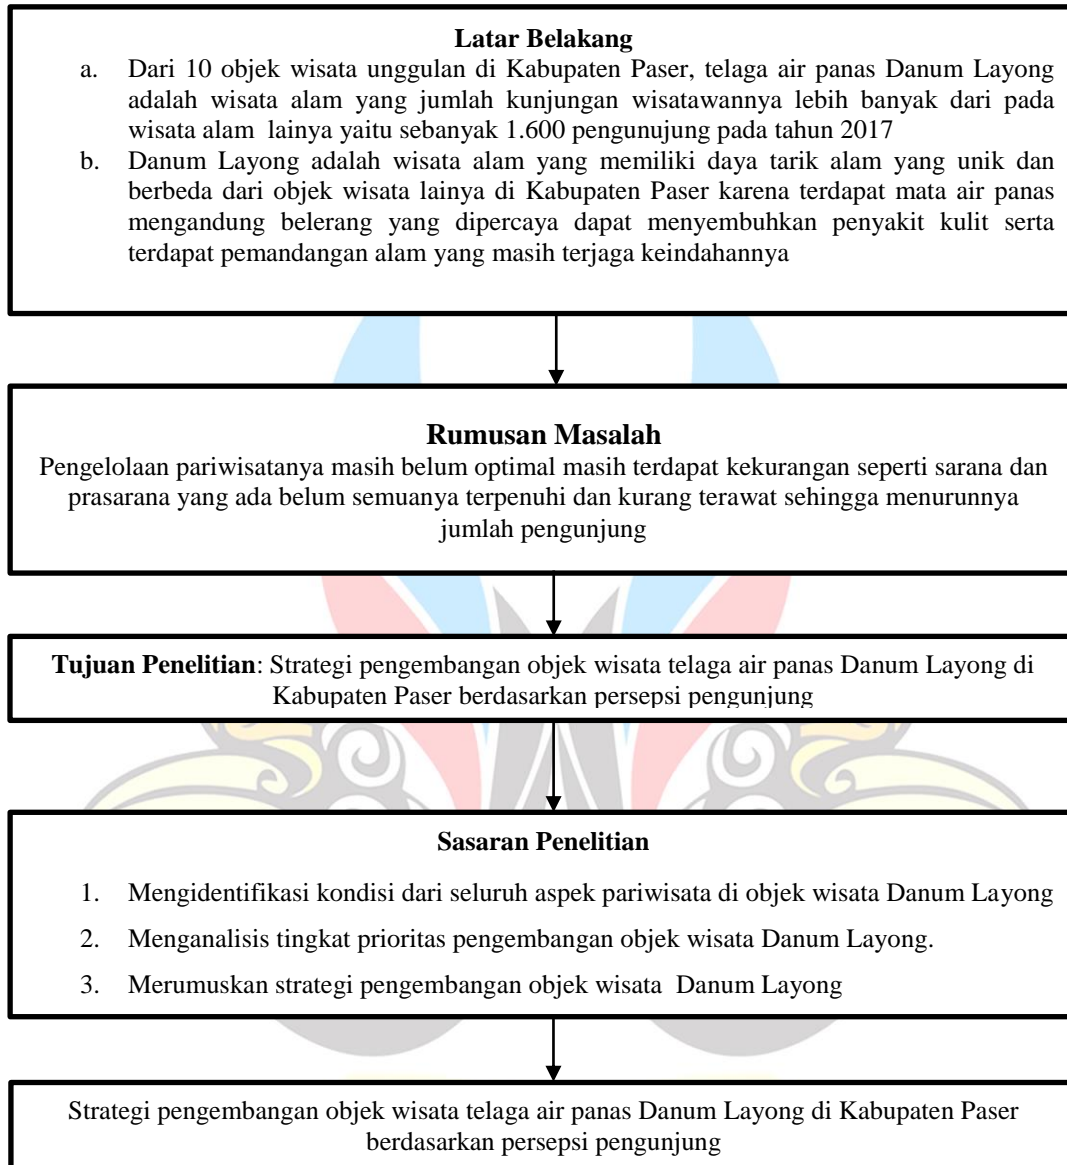 Latar Belakang
a. Dari 10 objek wisata unggulan di Kabupaten Paser, telaga air panas Danum Layong
adalah wisata alam yang jumlah kunjungan wisatawannya lebih banyak dari pada
wisata alam lainya yaitu sebanyak 1.600 pengunujung pada tahun 2017
b. Danum Layong adalah wisata alam yang memiliki daya tarik alam yang unik dan
berbeda dari objek wisata lainya di Kabupaten Paser karena terdapat mata air panas
mengandung belerang yang dipercaya dapat menyembuhkan penyakit kulit serta
terdapat pemandangan alam yang masih terjaga keindahannya
Rumusan Masalah
Pengelolaan pariwisatanya masih belum optimal masih terdapat kekurangan seperti sarana dan
prasarana yang ada belum semuanya terpenuhi dan kurang terawat sehingga menurunnya
jumlah pengunjung
Tujuan Penelitian: Strategi pengembangan objek wisata telaga air panas Danum Layong di
Kabupaten Paser berdasarkan persepsi pengunjung
Sasaran Penelitian
1. Mengidentifikasi kondisi dari seluruh aspek pariwisata di objek wisata Danum Layong
2. Menganalisis tingkat prioritas pengembangan objek wisata Danum Layong.
3. Merumuskan strategi pengembangan objek wisata Danum Layong
Strategi pengembangan objek wisata telaga air panas Danum Layong di Kabupaten Paser
berdasarkan persepsi pengunjung